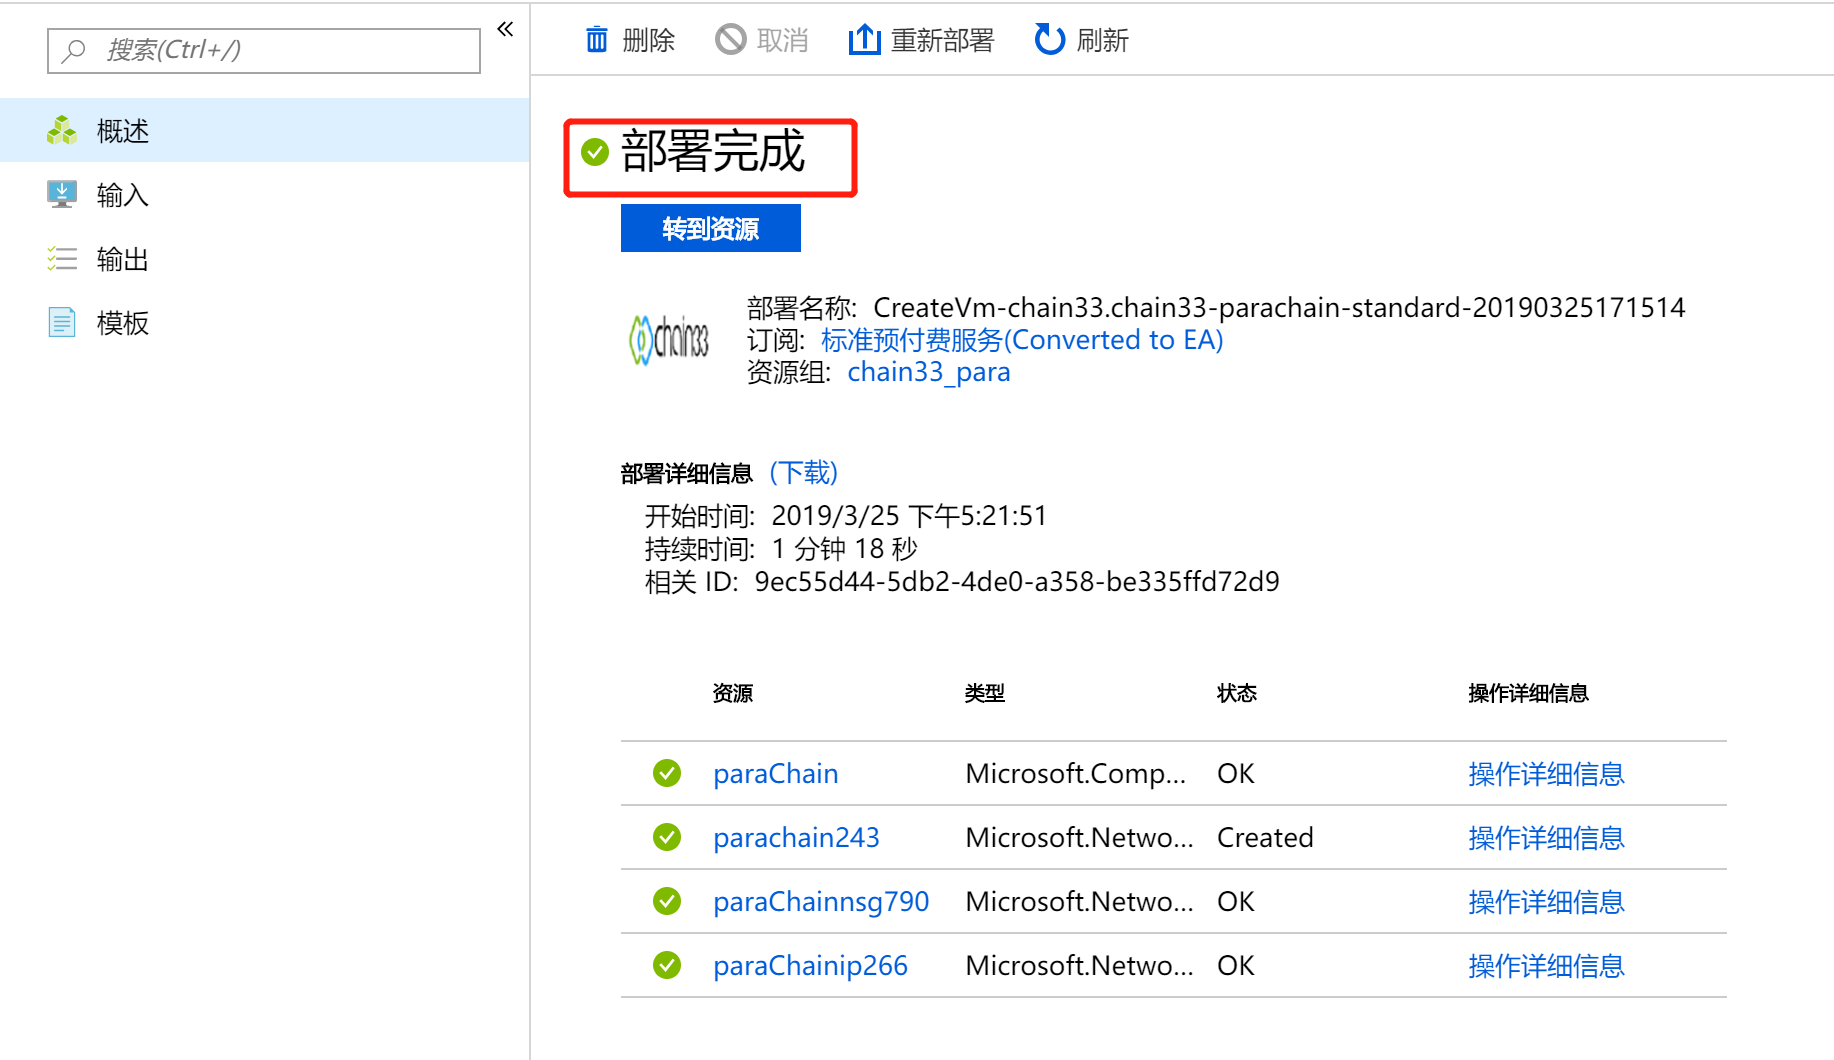 搜索(Ctrl+/)
«
概述
输入
输出
模板
删除 取消 重新部署 刷新
部署完成
转到资源
chain33
部署名称: CreateVm-chain33.chain33-parachain-standard-20190325171514
订阅: 标准预付费服务(Converted to EA)
资源组: chain33_para
部署详细信息 (下载)
开始时间: 2019/3/25 下午5:21:51
持续时间: 1 分钟 18 秒
相关 ID: 9ec55d44-5db2-4de0-a358-be335ffd72d9
资源 类型 状态 操作详细信息
paraChain Microsoft.Comp... OK 操作详细信息
parachain243 Microsoft.Netwo... Created 操作详细信息
paraChainnsg790 Microsoft.Netwo... OK 操作详细信息
paraChainip266 Microsoft.Netwo... OK 操作详细信息